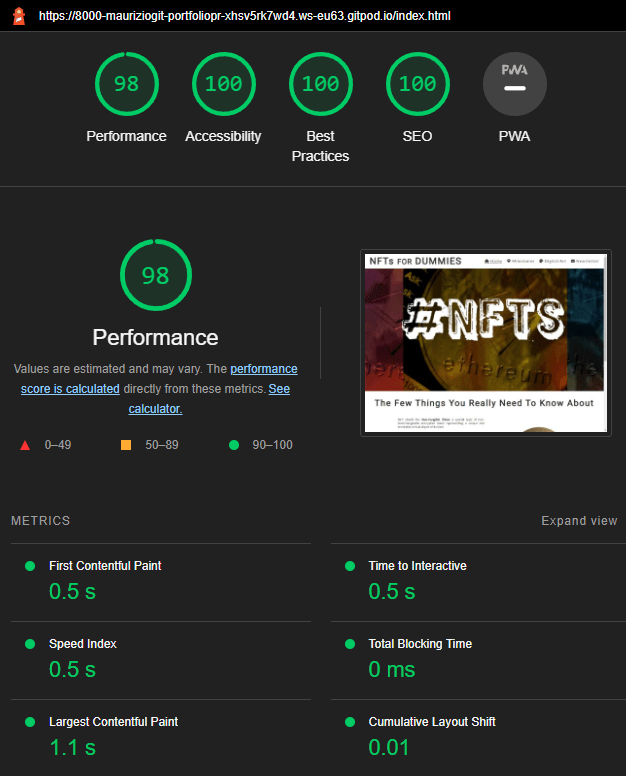 https://8000-mauriziogit-portfoliopr-xhsv5rk7wd4.ws-eu63.gitpod.io/index.html
98
100
100
100
PWA
Performance
Accessibility
Best
Practices
SEO
PWA
98
Performance
Values are estimated and may vary. The performance
score is calculated directly from these metrics. See
calculator.
0–49
50–89
90–100
NFTs FOR DUMMIES
Home
Newsletter
Ask
#NFTS
ethereum
The Few Things You Really Need To Know About
METRICS
Expand view
First Contentful Paint
0.5 s
Time to Interactive
0.5 s
Speed Index
0.5 s
Total Blocking Time
0 ms
Largest Contentful Paint
1.1 s
Cumulative Layout Shift
0.01